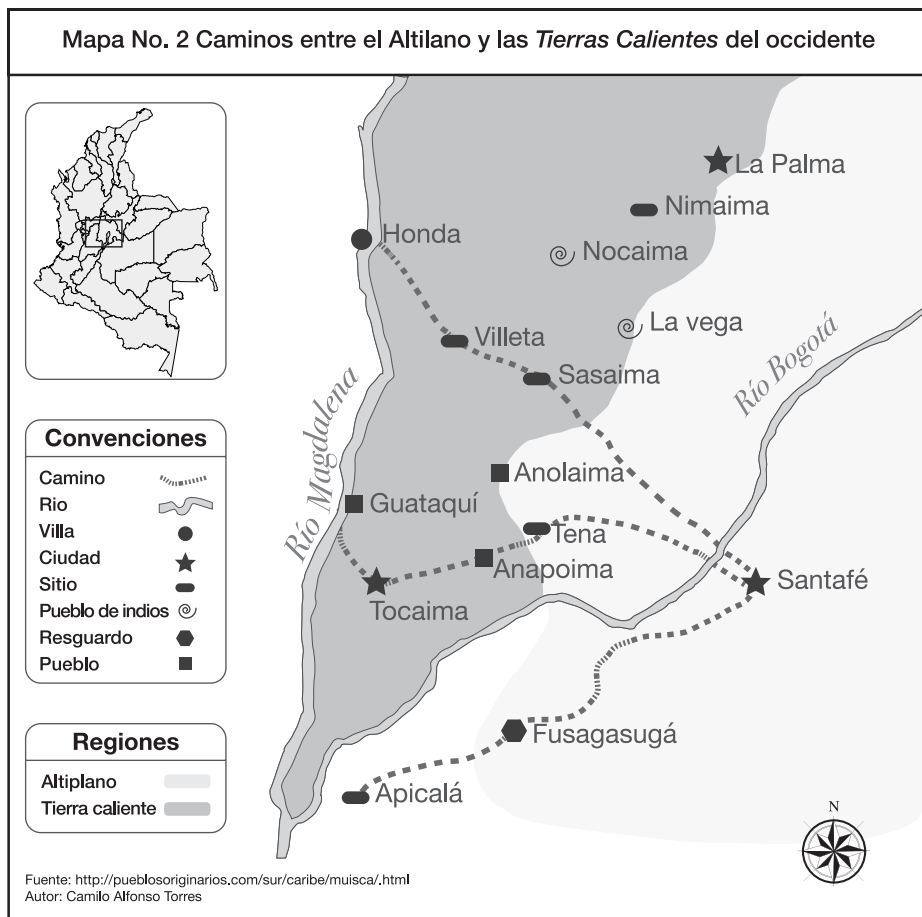 Mapa No. 2 Caminos entre el Altilano y las Tierras Calientes del occidente
La Palma
Nimaima
Honda
Nocaima
La vega
Villeta
Sasaima
Río Bogotá
Río Magdalena
Convenciones
Camino
Rio
Villa
Ciudad
Sitio
Pueblo de indios
Resguardo
Pueblo
Anolaima
Guataquí
Tena
Anapoima
Santafé
Tocaima
Fusagasugá
Apicalá
Regiones
Altiplano
Tierra caliente
N
Fuente: http://pueblosoriginarios.com/sur/caribe/muisca/.html
Autor: Camilo Alfonso Torres